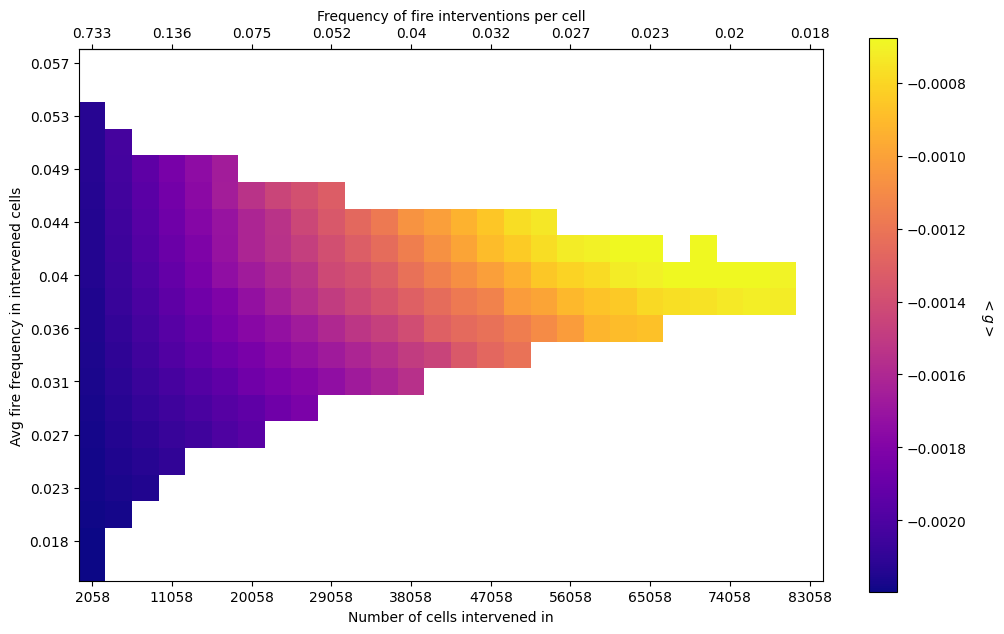 Frequency of fire interventions per cell
0.733 0.136 0.075 0.052 0.04 0.032 0.027 0.023 0.02 0.018
Avg fire frequency in intervened cells
0.057
0.053
0.049
0.044
0.04
0.036
0.031
0.027
0.023
0.018
2058 11058 20058 29058 38058 47058 56058 65058 74058 83058
Number of cells intervened in
−0.0008
−0.0010
−0.0012
−0.0014
−0.0016
−0.0018
−0.0020
< g >